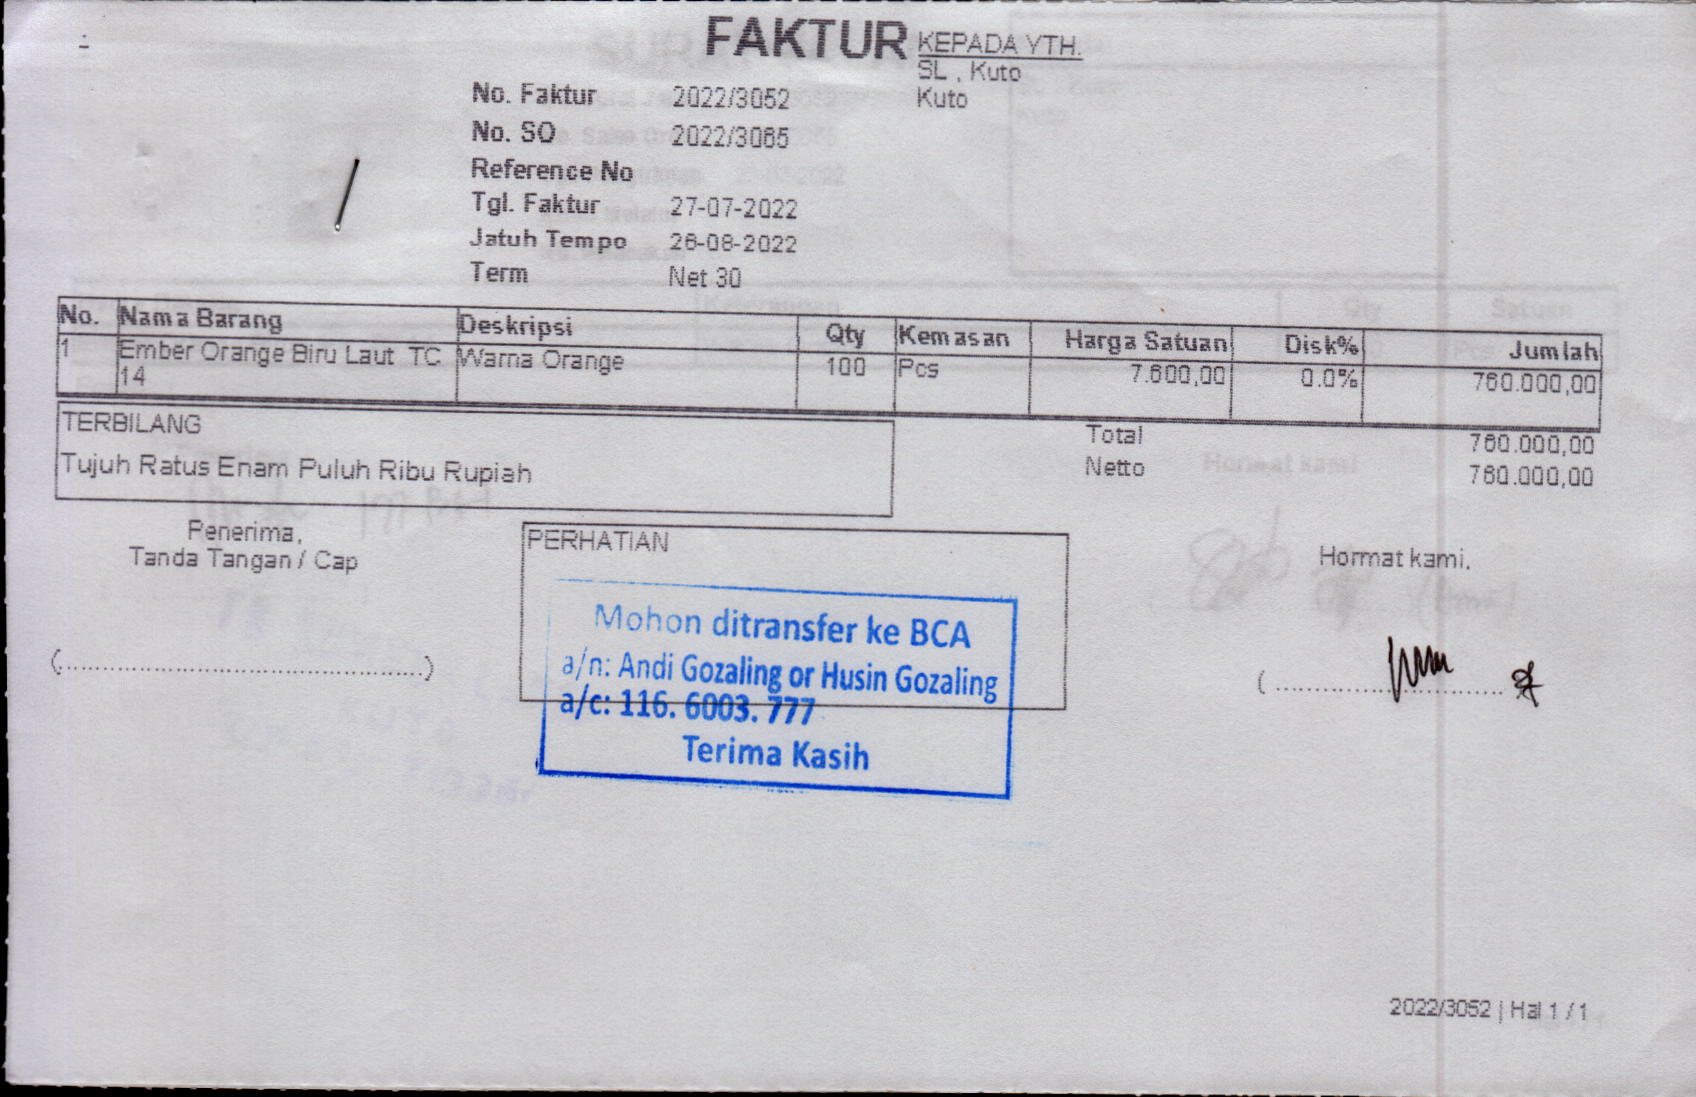 FAKTUR
KEPADA YTH.
SL , Kuto
Kuto
No. Faktur 2022/3052
No. SO 2022/3065
Reference No
Tgl. Faktur 27-07-2022
Jatuh Tempo 26-08-2022
Term Net 30
No. Nama Barang Deskripsi Qty Kemasan Harga Satuan Disk% Jumlah
1 Ember Orange Biru Laut TC Warna Orange 100 Pcs 7.600,00 0.0% 760.000,00
14
TERBILANG
Tujuh Ratus Enam Puluh Ribu Rupiah
Total 760.000,00
Netto 760.000,00
Penerima,
Tanda Tangan / Cap
(....................................................)
PERHATIAN
Mohon ditransfer ke BCA
a/n: Andi Gozaling or Husin Gozaling
a/c: 116. 6003. 777
Terima Kasih
Hormat kami,
2022/3052 | Hal 1 / 1